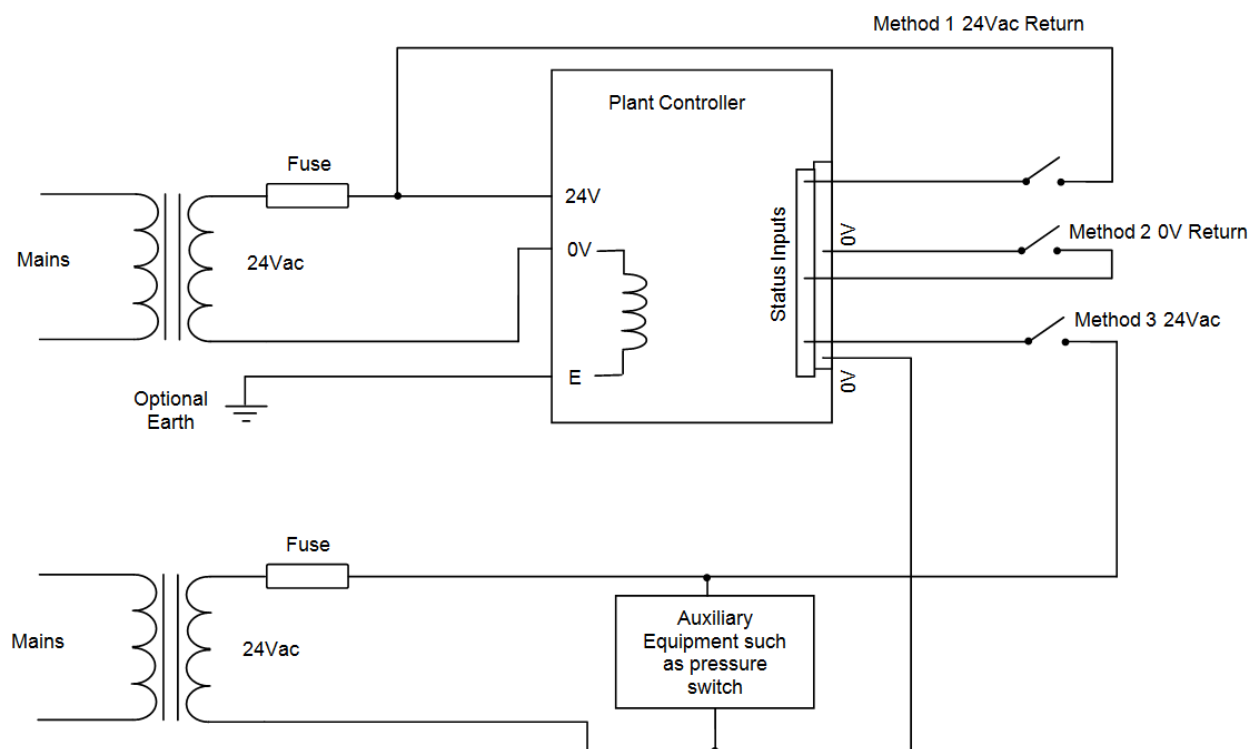 Method 1 24Vac Return
Plant Controller
Fuse
24V
0V
Mains
24Vac
Status Inputs
0V
Method 2 0V Return
Method 3 24Vac
E
0V
Optional
Earth
Fuse
Auxiliary
Equipment such
as pressure
switch
Mains
24Vac